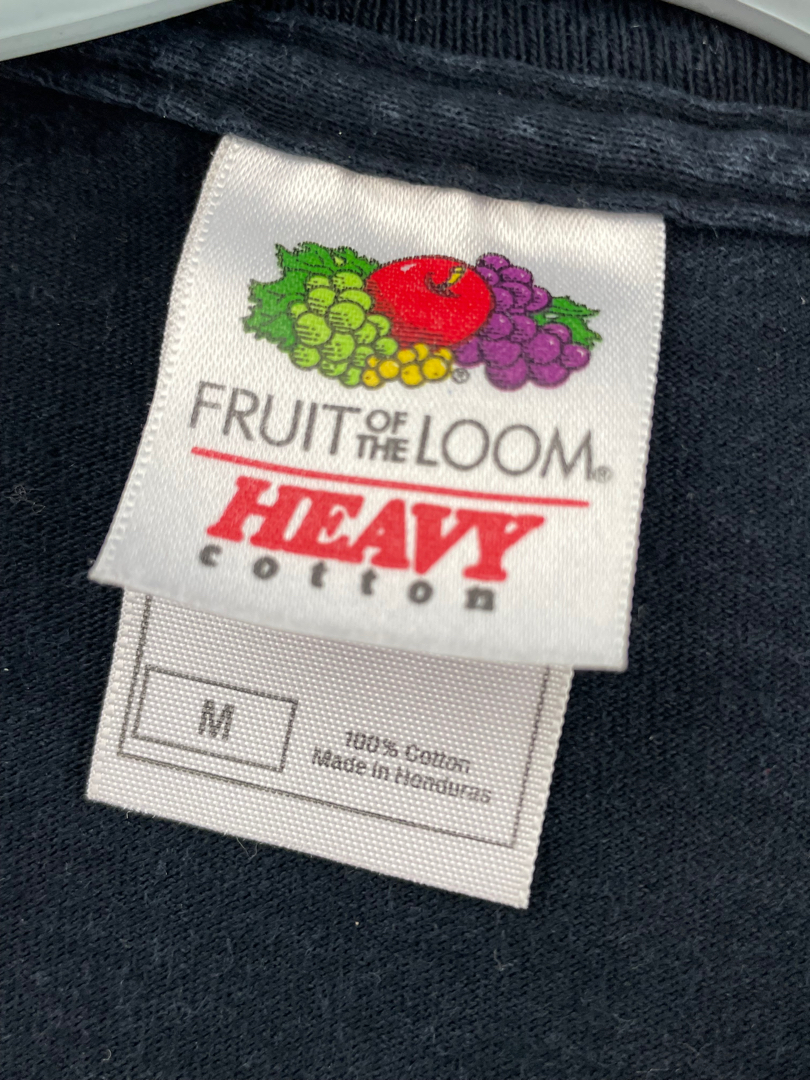 FRUIT OF THE LOOM®
HEAVY
cotton
M
100% Cotton
Made in Honduras